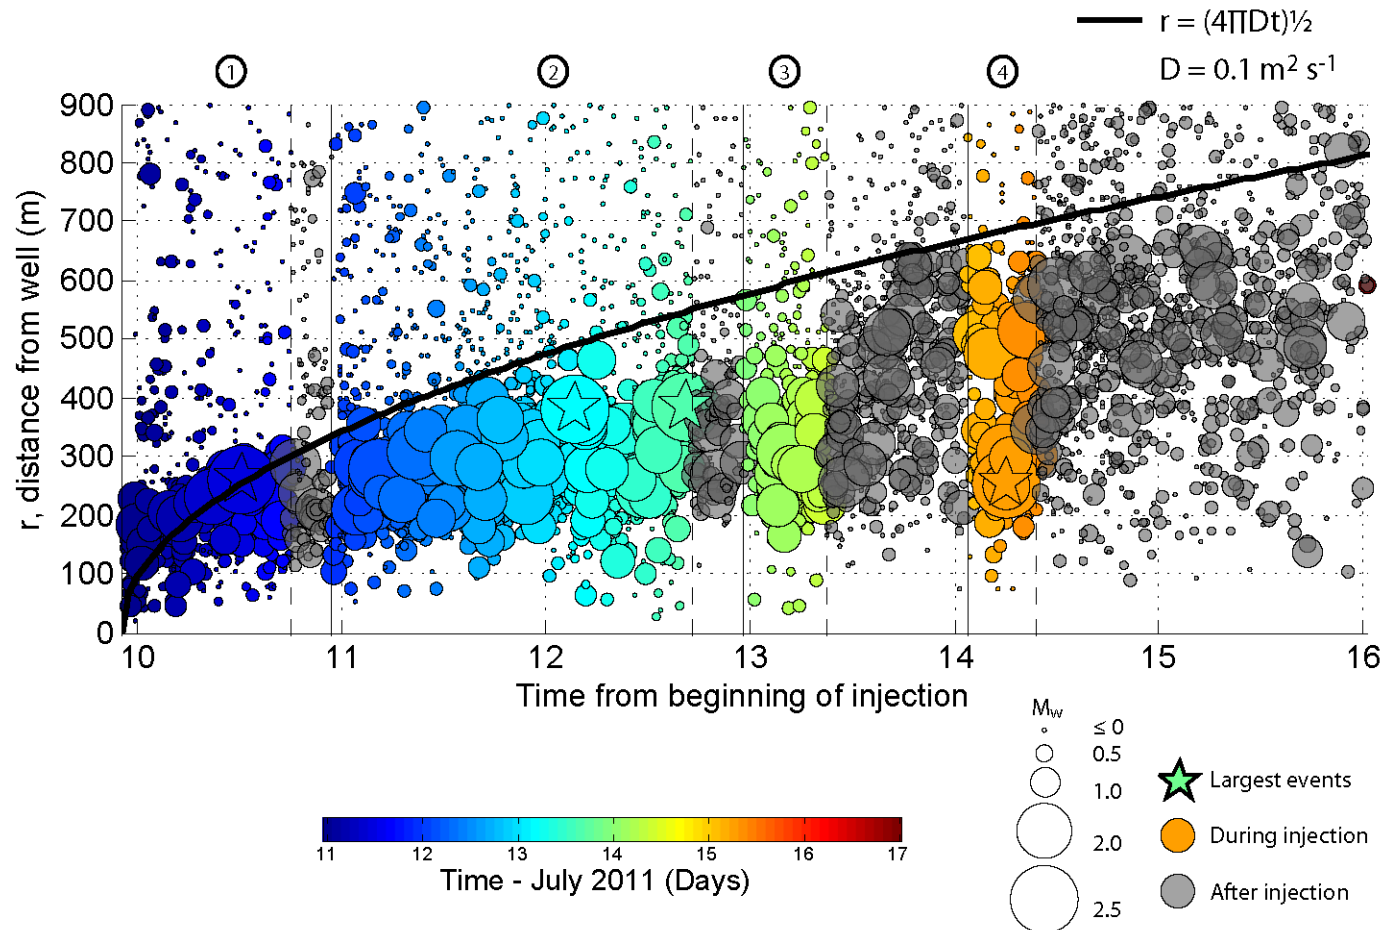 r = (4ΠDt)½
D = 0.1 m² s⁻¹
1 2 3 4
r, distance from well (m)
900
800
700
600
500
400
300
200
100
0
10 11 12 13 14 15 16
Time from beginning of injection
Mw
≤ 0
0.5
1.0
2.0
2.5
Largest events
During injection
After injection
11 12 13 14 15 16 17
Time - July 2011 (Days)